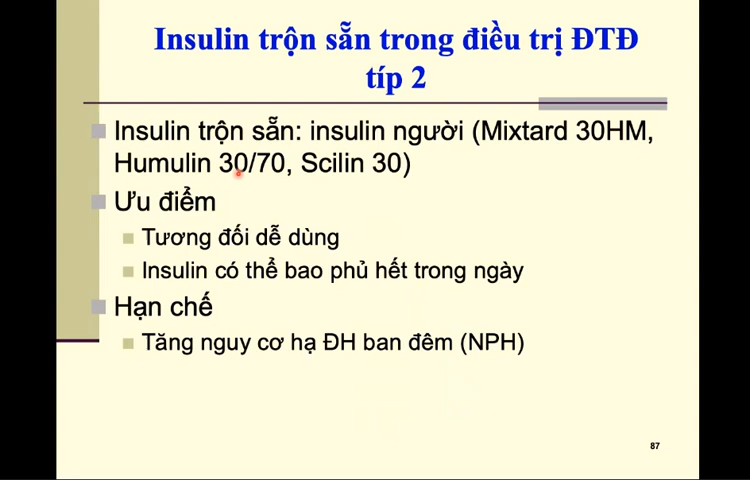 Insulin trộn sẵn trong điều trị ĐTĐ
típ 2
Insulin trộn sẵn: insulin người (Mixtard 30HM,
Humulin 30/70, Scilin 30)
Ưu điểm
Tương đối dễ dùng
Insulin có thể bao phủ hết trong ngày
Hạn chế
Tăng nguy cơ hạ ĐH ban đêm (NPH)
87